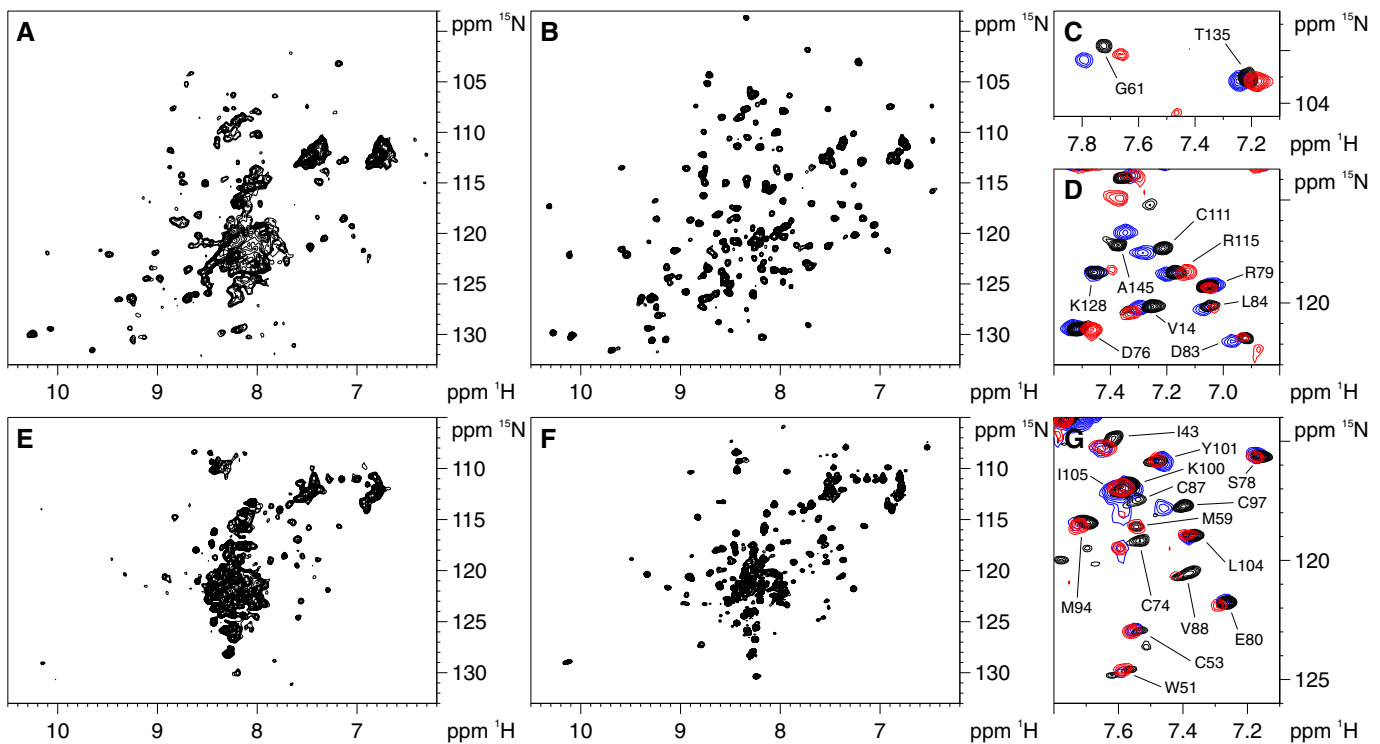 A
ppm ¹⁵N
105
110
115
120
125
130
10 9 8 7
ppm ¹H
B
ppm ¹⁵N
105
110
115
120
125
130
10 9 8 7
ppm ¹H
C
ppm ¹⁵N
T135
G61
104
7.8 7.6 7.4 7.2
ppm ¹H
D
ppm ¹⁵N
C111
R115
R79
A145
K128
L84
120
V14
D76
D83
7.4 7.2 7.0
ppm ¹H
E
ppm ¹⁵N
110
115
120
125
130
10 9 8 7
ppm ¹H
F
ppm ¹⁵N
110
115
120
125
130
10 9 8 7
ppm ¹H
G
ppm ¹⁵N
I43
Y101
K100
I105
S78
C87
C97
M59
120
L104
M94
C74
V88
E80
C53
W51
125
7.6 7.4 7.2
ppm ¹H